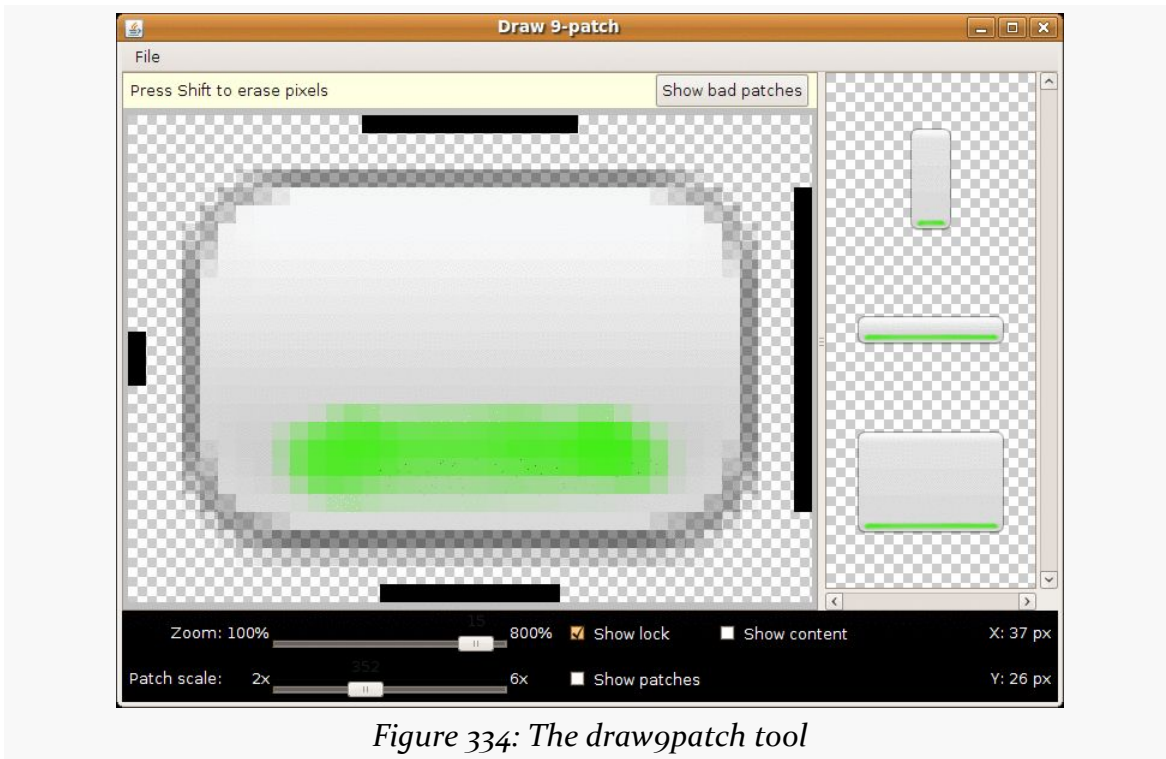 Draw 9-patch
File
Press Shift to erase pixels
Show bad patches
Zoom: 100%
15
800%
Show lock
Show content
X: 37 px
Patch scale: 2x
352
6x
Show patches
Y: 26 px
Figure 334: The draw9patch tool